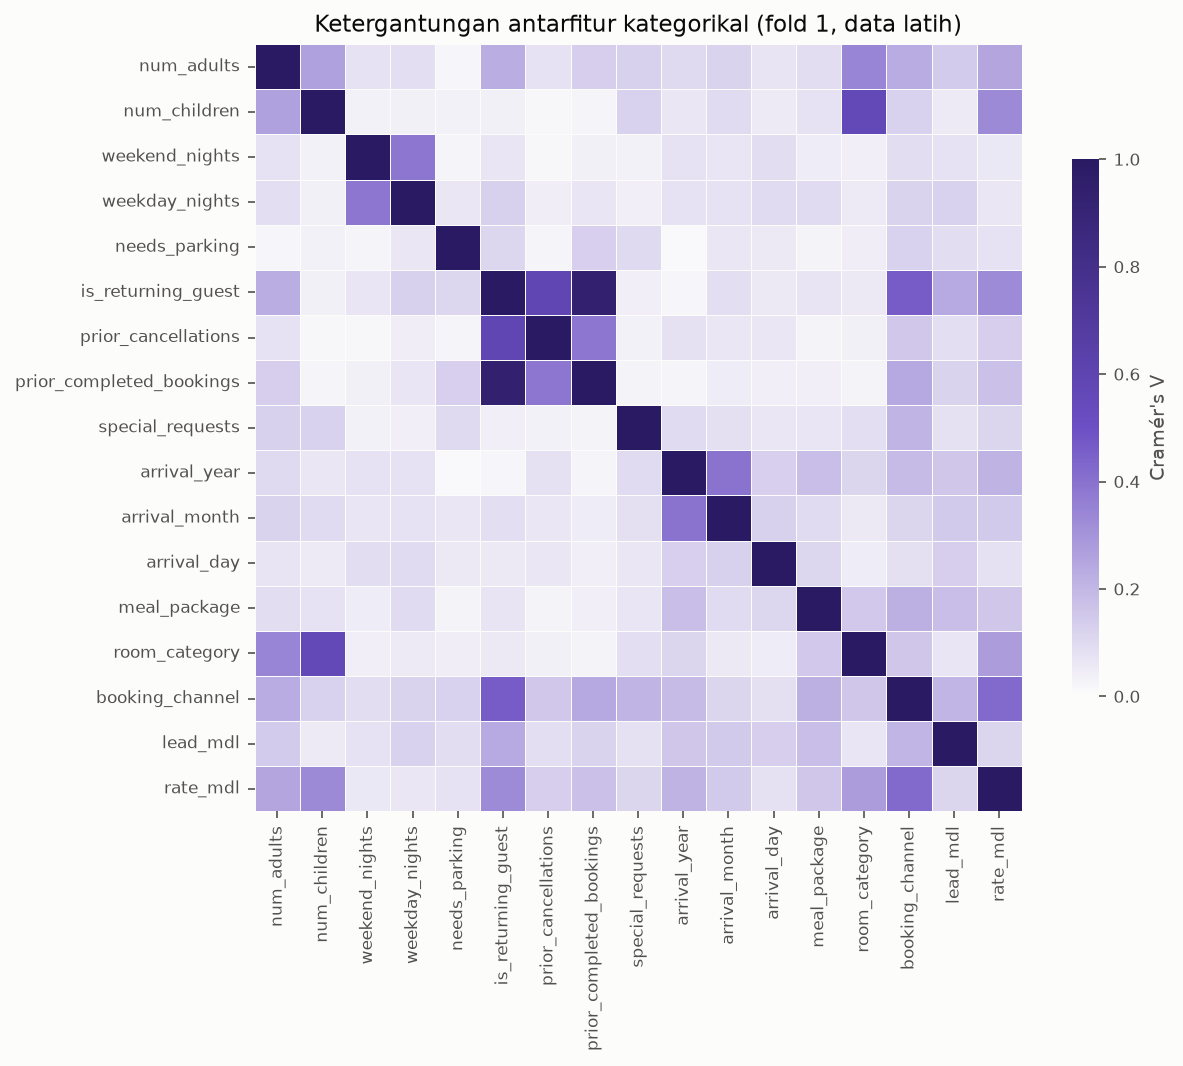 Ketergantungan antarfitur kategorikal (fold 1, data latih)
num_adults
num_children
weekend_nights
weekday_nights
needs_parking
is_returning_guest
prior_cancellations
prior_completed_bookings
special_requests
arrival_year
arrival_month
arrival_day
meal_package
room_category
booking_channel
lead_mdl
rate_mdl
num_adults
num_children
weekend_nights
weekday_nights
needs_parking
is_returning_guest
prior_cancellations
prior_completed_bookings
special_requests
arrival_year
arrival_month
arrival_day
meal_package
room_category
booking_channel
lead_mdl
rate_mdl
1.0
0.8
0.6
0.4
0.2
0.0
Cramér's V